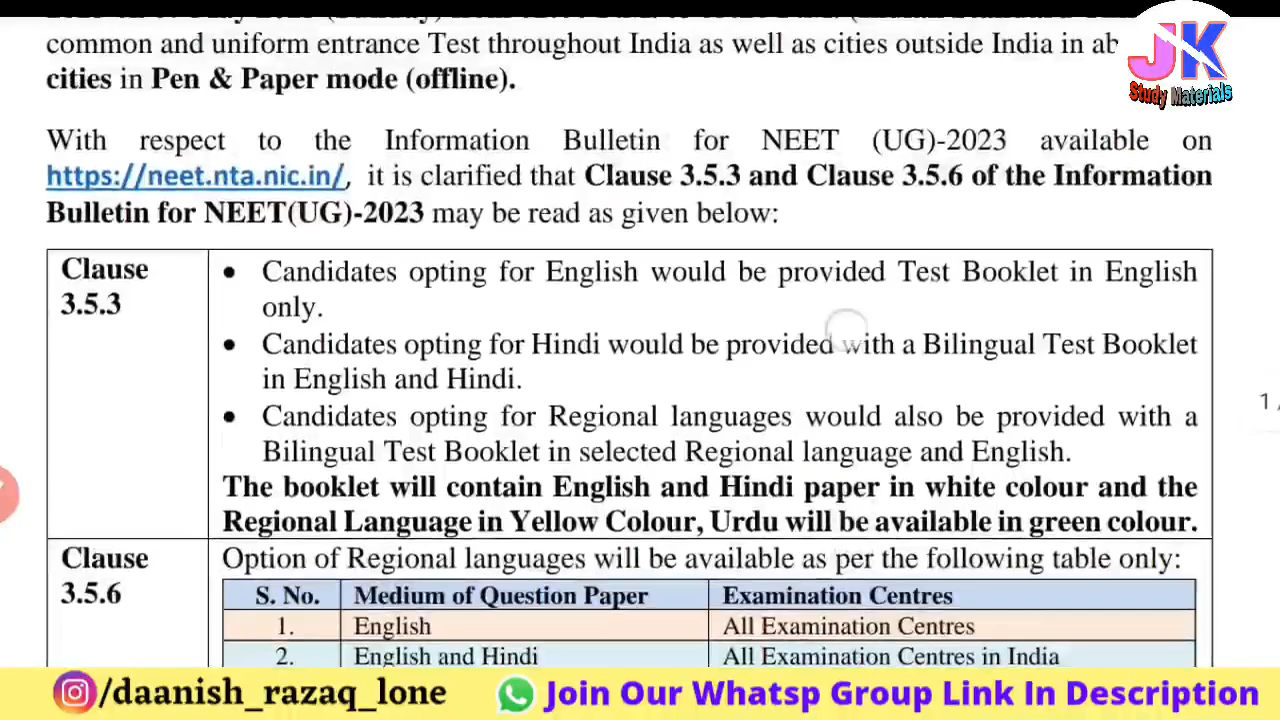 common and uniform entrance Test throughout India as well as cities outside India in
cities in Pen & Paper mode (offline).
JK
Study Materials
With respect to the Information Bulletin for NEET (UG)-2023 available on
https://neet.nta.nic.in/, it is clarified that Clause 3.5.3 and Clause 3.5.6 of the Information
Bulletin for NEET(UG)-2023 may be read as given below:
Clause
3.5.3
• Candidates opting for English would be provided Test Booklet in English
only.
• Candidates opting for Hindi would be provided with a Bilingual Test Booklet
in English and Hindi.
• Candidates opting for Regional languages would also be provided with a
Bilingual Test Booklet in selected Regional language and English.
The booklet will contain English and Hindi paper in white colour and the
Regional Language in Yellow Colour, Urdu will be available in green colour.
1
Clause
3.5.6
Option of Regional languages will be available as per the following table only:
S. No. Medium of Question Paper Examination Centres
1. English All Examination Centres
2. English and Hindi All Examination Centres in India
/daanish_razaq_lone Join Our Whatsp Group Link In Description